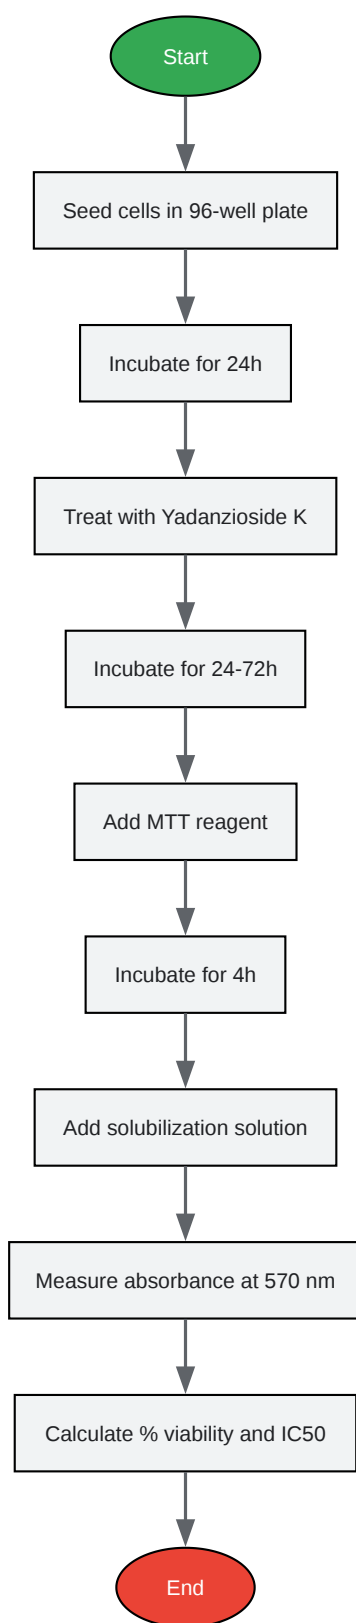 Start
Seed cells in 96-well plate
Incubate for 24h
Treat with Yadanzioside K
Incubate for 24-72h
Add MTT reagent
Incubate for 4h
Add solubilization solution
Measure absorbance at 570 nm
Calculate % viability and IC50
End